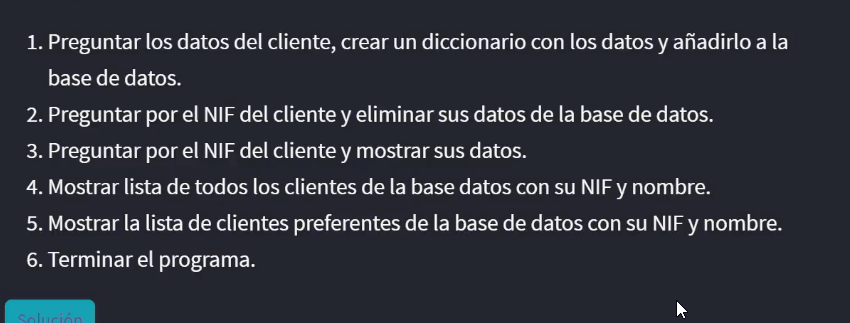 1. Preguntar los datos del cliente, crear un diccionario con los datos y añadirlo a la
base de datos.
2. Preguntar por el NIF del cliente y eliminar sus datos de la base de datos.
3. Preguntar por el NIF del cliente y mostrar sus datos.
4. Mostrar lista de todos los clientes de la base datos con su NIF y nombre.
5. Mostrar la lista de clientes preferentes de la base de datos con su NIF y nombre.
6. Terminar el programa.
Solución